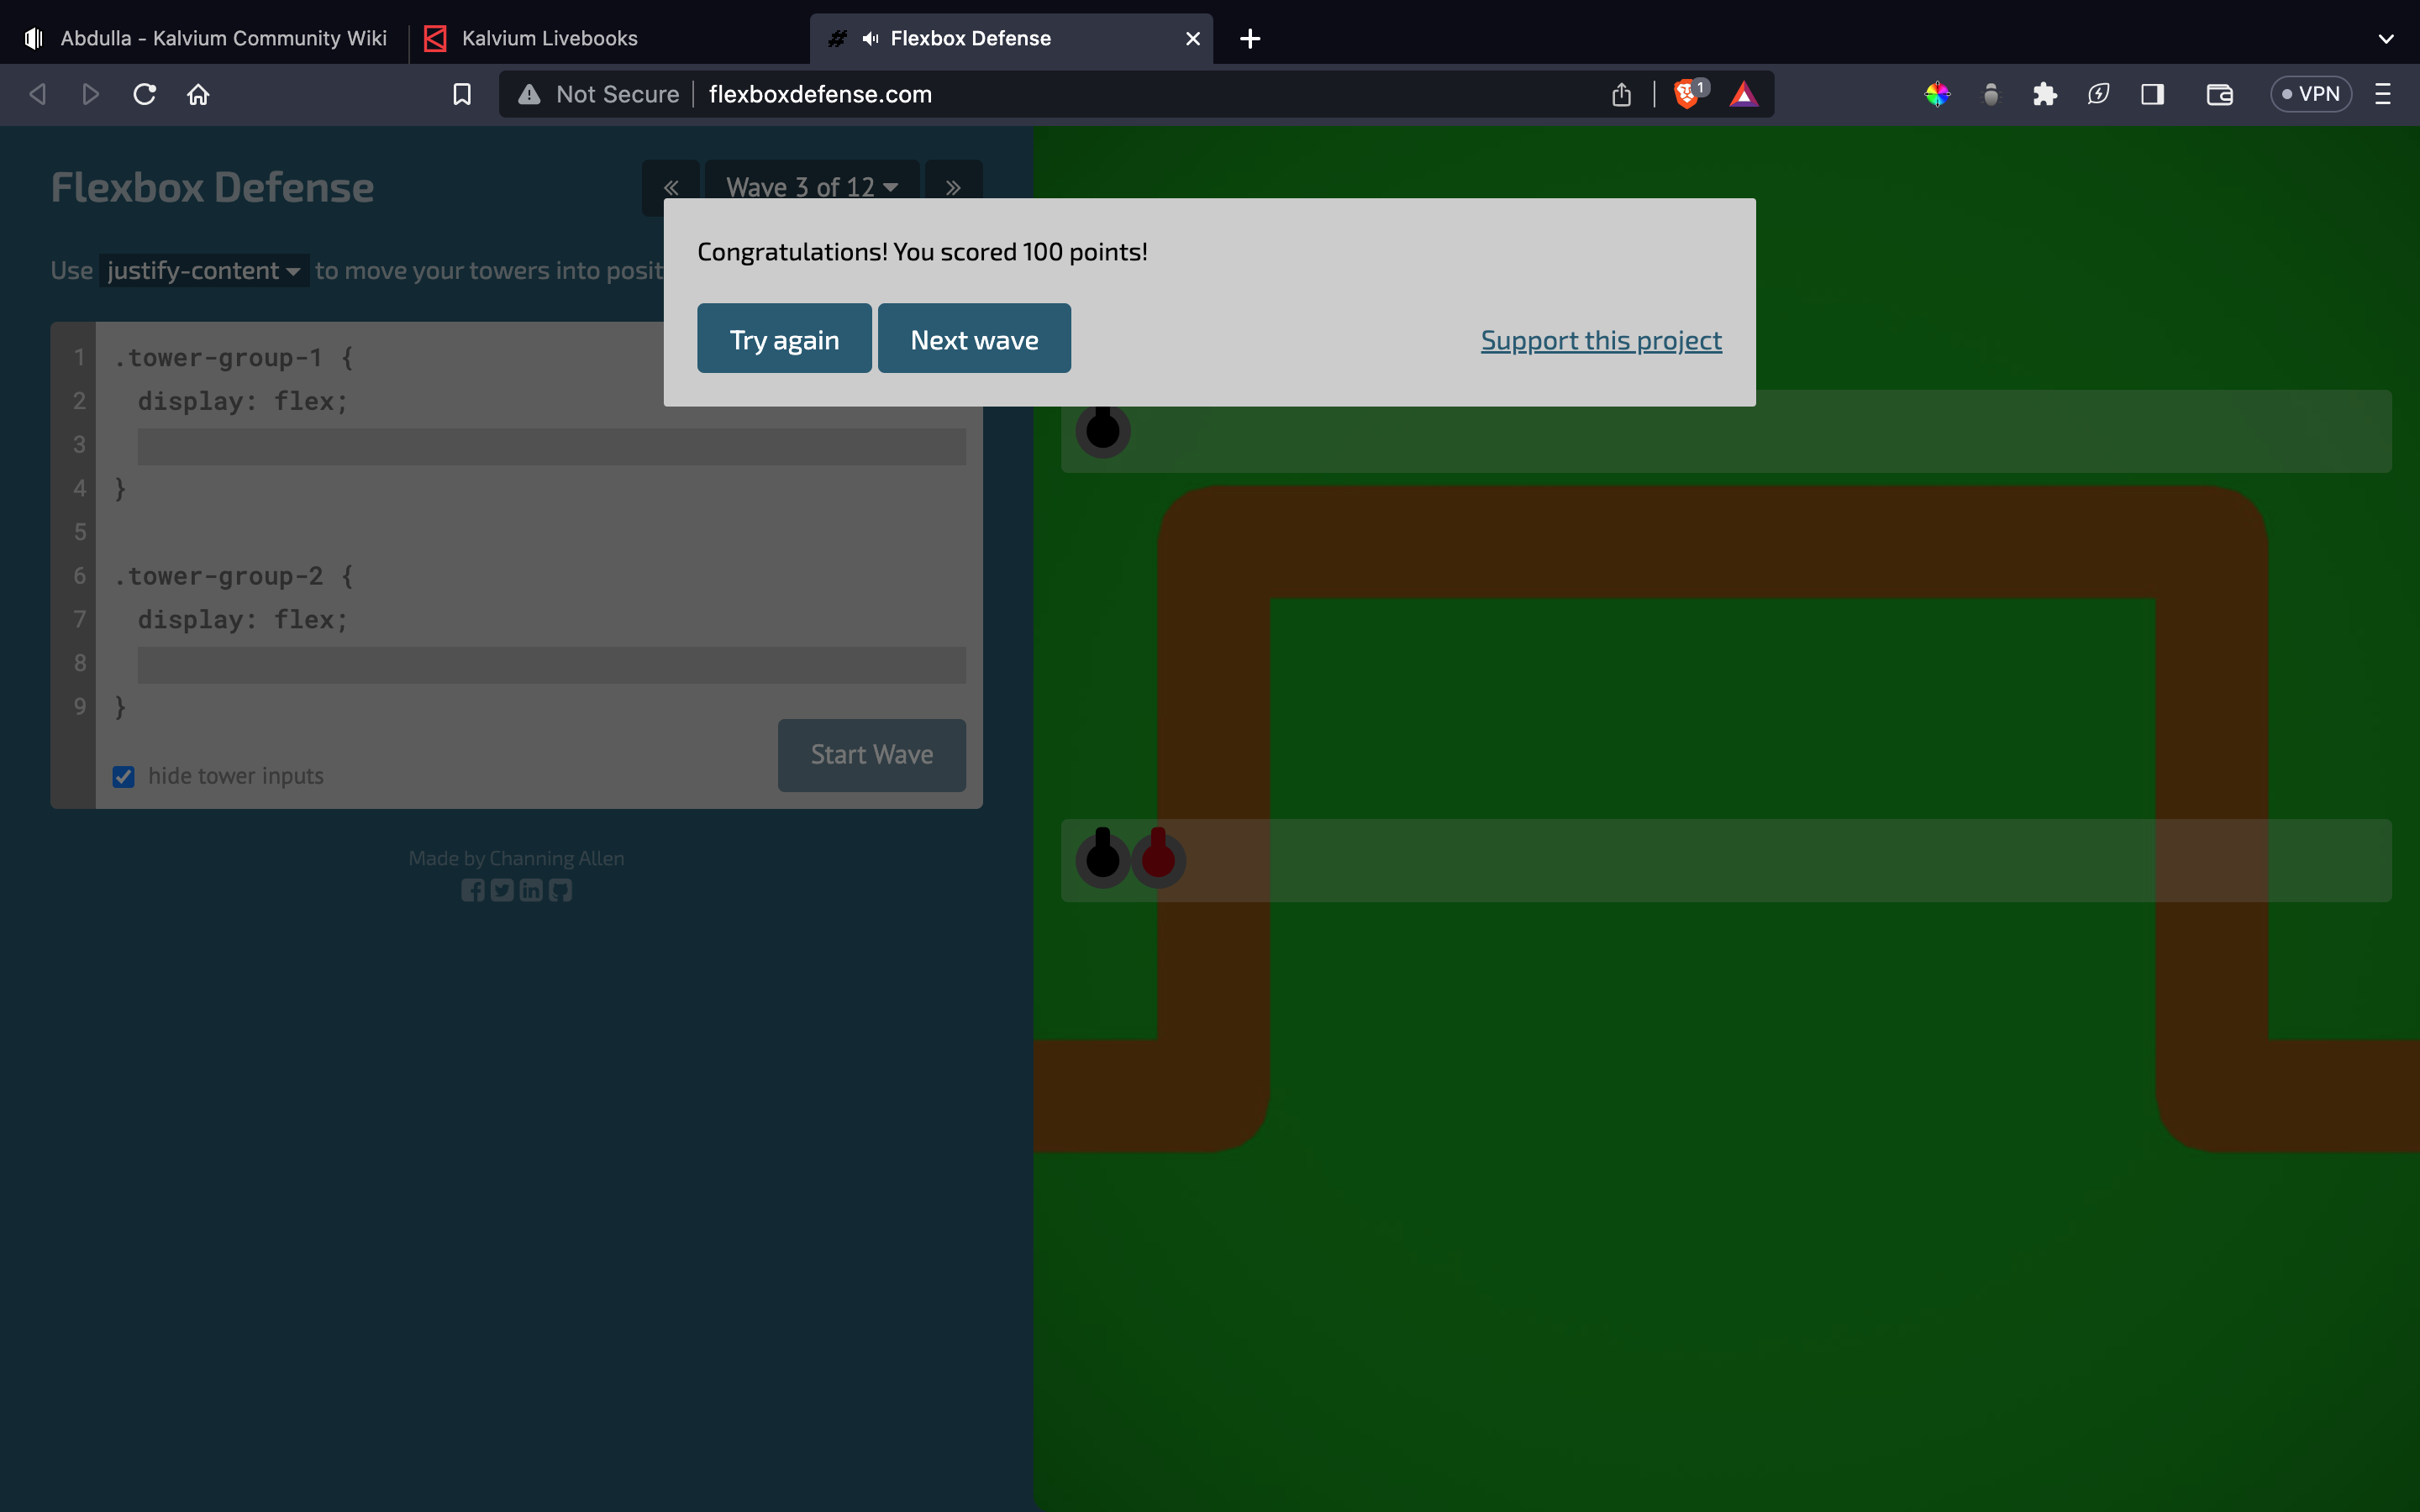 Abdulla - Kalvium Community Wiki
Kalvium Livebooks
Flexbox Defense
Not Secure
flexboxdefense.com
1
VPN
Flexbox Defense
« Wave 3 of 12 »
Use justify-content to move your towers into posit
Congratulations! You scored 100 points!
Try again
Next wave
Support this project
1 .tower-group-1 {
2 display: flex;
3
4 }
5
6 .tower-group-2 {
7 display: flex;
8
9 }
hide tower inputs
Start Wave
Made by Channing Allen